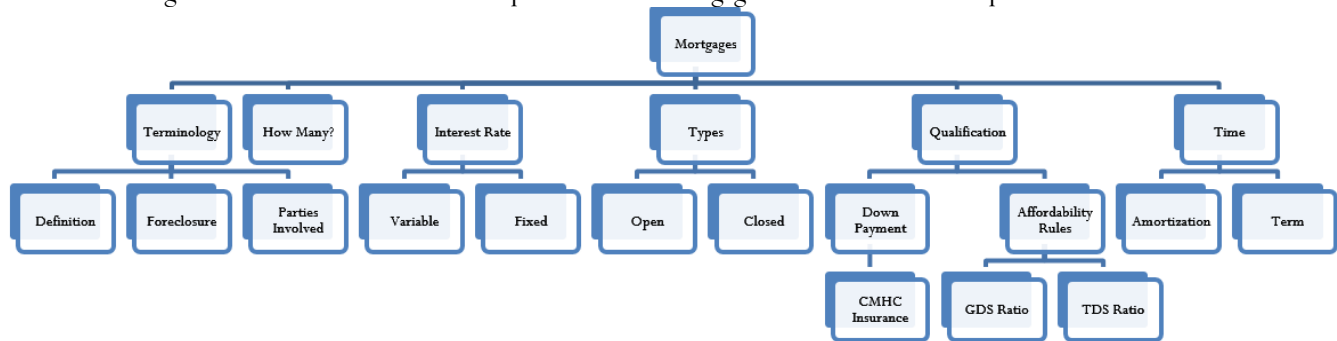 Mortgages
Terminology
How Many?
Interest Rate
Types
Qualification
Time
Definition
Foreclosure
Parties
Involved
Variable
Fixed
Open
Closed
Down
Payment
Affordability
Rules
Amortization
Term
CMHC
Insurance
GDS Ratio
TDS Ratio